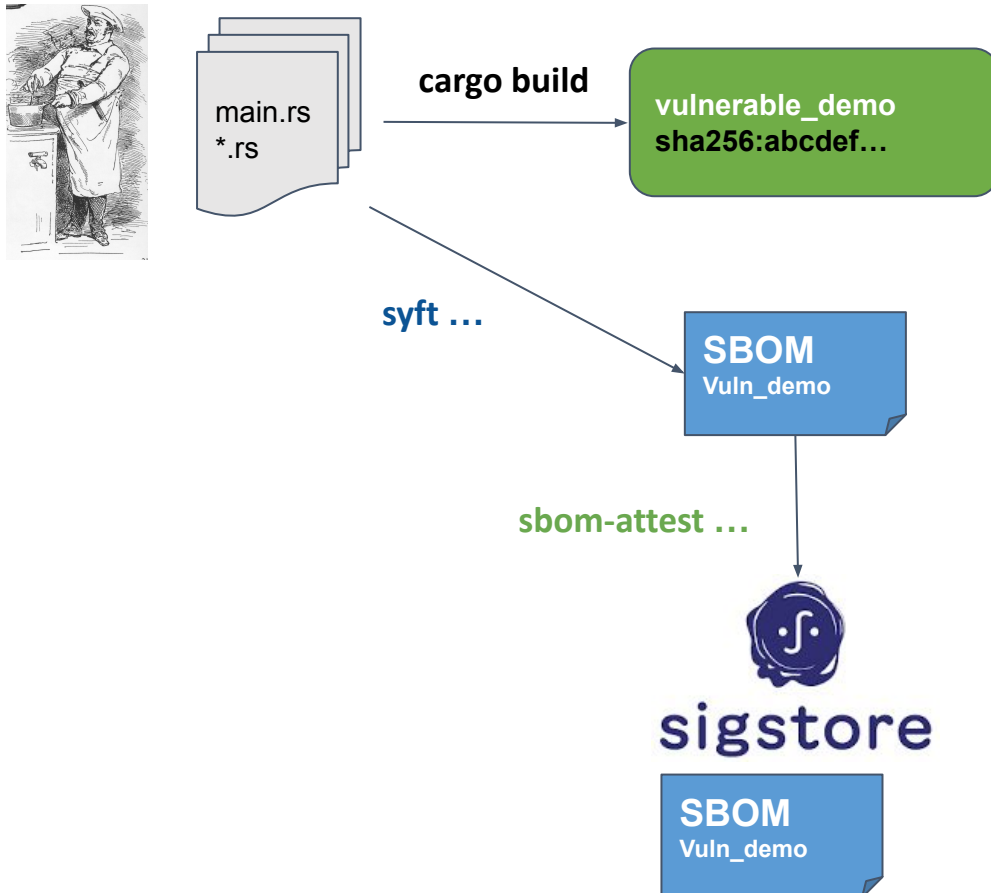 main.rs
*.rs
cargo build
vulnerable_demo
sha256:abcdef…
syft …
SBOM
Vuln_demo
sbom-attest …
sigstore
SBOM
Vuln_demo